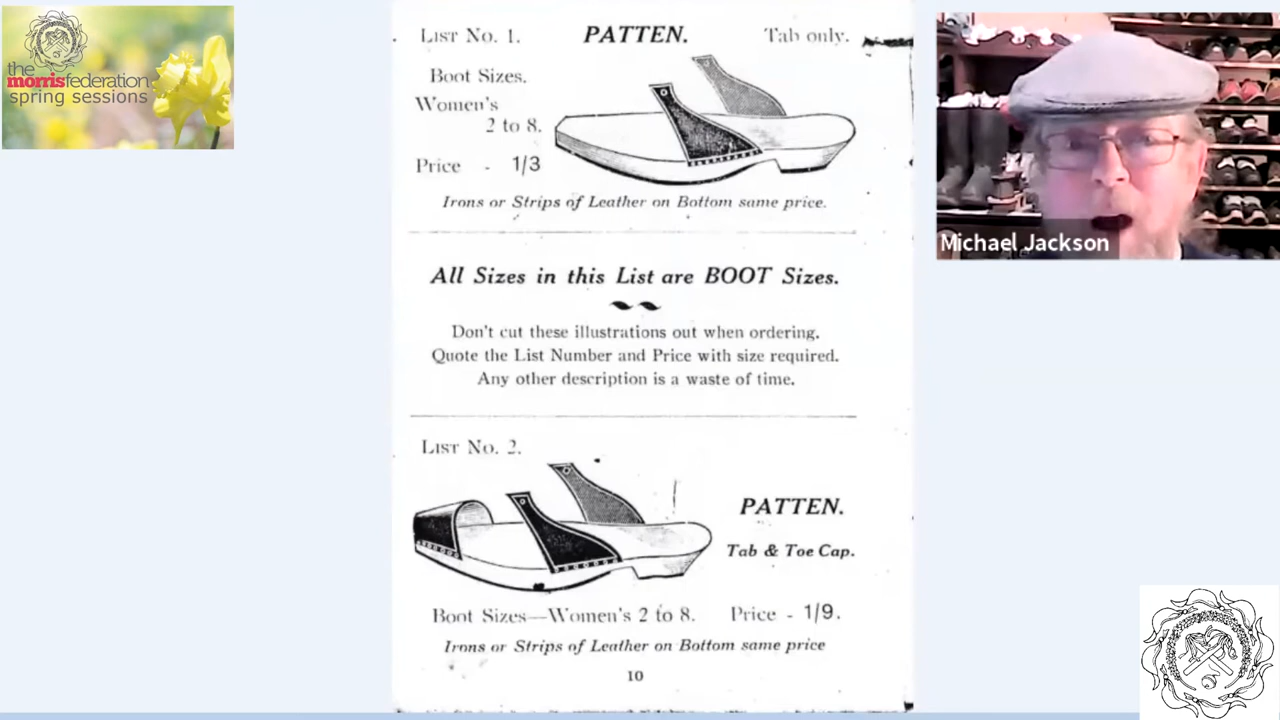 the
morrisfederation
spring sessions
LIST No. 1.
PATTEN.
Tab only.
Boot Sizes.
Women's
2 to 8.
Price - 1/3
Irons or Strips of Leather on Bottom same price.
All Sizes in this List are BOOT Sizes.
Don't cut these illustrations out when ordering.
Quote the List Number and Price with size required.
Any other description is a waste of time.
LIST No. 2.
PATTEN.
Tab & Toe Cap.
Boot Sizes—Women's 2 to 8. Price - 1/9.
Irons or Strips of Leather on Bottom same price
10
Michael Jackson